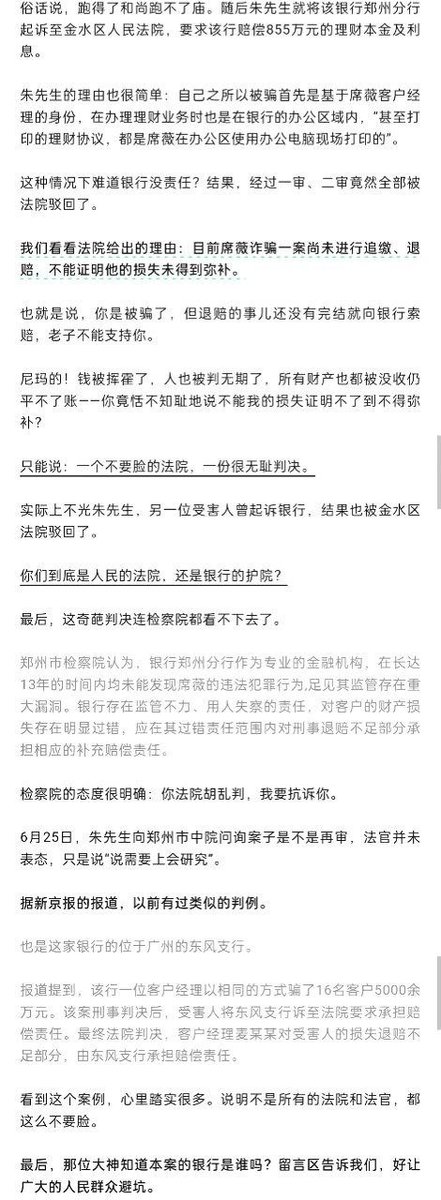 俗话说，跑得了和尚跑不了庙。随后朱先生就将该银行郑州分行
起诉至金水区人民法院，要求该行赔偿855万元的理财本金及利
息。
朱先生的理由也很简单：自己之所以被骗首先是基于席薇客户经
理的身份，在办理理财业务时也是在银行的办公区域内，“甚至打
印的理财协议，都是席薇在办公区使用办公电脑现场打印的”。
这种情况下难道银行没责任？结果，经过一审、二审竟然全部被
法院驳回了。
我们看看法院给出的理由：目前席薇诈骗一案尚未进行追缴、退
赔，不能证明他的损失未得到弥补。
也就是说，你是被骗了，但退赔的事儿还没有完结就向银行索
赔，老子不能支持你。
尼玛的！钱被挥霍了，人也被判无期了，所有财产也都被没收仍
平不了账——你竟恬不知耻地说不能我的损失证明不了到不得弥
补？
只能说：一个不要脸的法院，一份很无耻判决。
实际上不光朱先生，另一位受害人曾起诉银行，结果也被金水区
法院驳回了。
你们到底是人民的法院，还是银行的护院？
最后，这奇葩判决连检察院都看不下去了。
郑州市检察院认为，银行郑州分行作为专业的金融机构，在长达
13年的时间内均未能发现席薇的违法犯罪行为,足见其监管存在重
大漏洞。银行存在监管不力、用人失察的责任，对客户的财产损
失存在明显过错，应在其过错责任范围内对刑事退赔不足部分承
担相应的补充赔偿责任。
检察院的态度很明确：你法院胡乱判，我要抗诉你。
6月25日，朱先生向郑州市中院问询案子是不是再审，法官并未
表态，只是说“说需要上会研究”。
据新京报的报道，以前有过类似的判例。
也是这家银行的位于广州的东风支行。
报道提到，该行一位客户经理以相同的方式骗了16名客户5000余
万元。该案刑事判决后，受害人将东风支行诉至法院要求承担赔
偿责任。最终法院判决，客户经理麦某某对受害人的损失退赔不
足部分，由东风支行承担赔偿责任。
看到这个案例，心里踏实很多。说明不是所有的法院和法官，都
这么不要脸。
最后，那位大神知道本案的银行是谁吗？留言区告诉我们，好让
广大的人民群众避坑。